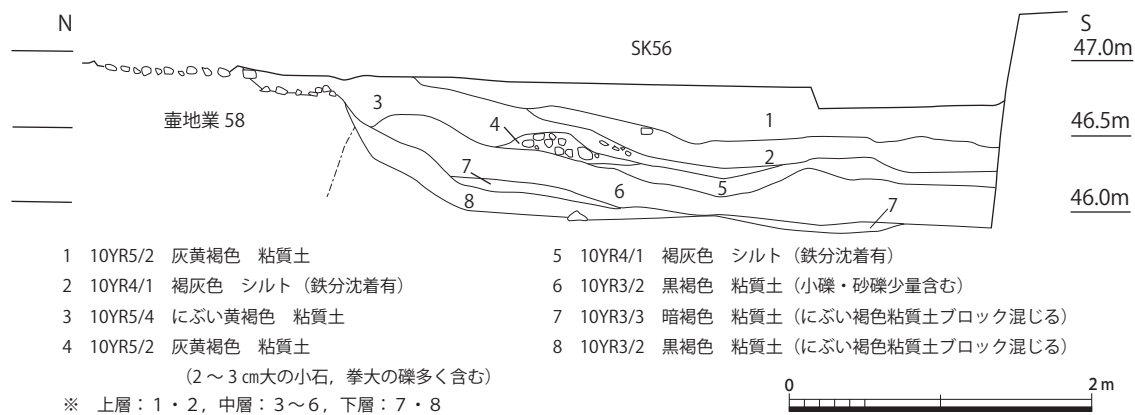 N
S
SK56
47.0m
壷地業 58
46.5m
46.0m
3
1
4
2
7
6
5
8
7
1 10YR5/2 灰黄褐色 粘質土
2 10YR4/1 褐灰色 シルト（鉄分沈着有）
3 10YR5/4 にぶい黄褐色 粘質土
4 10YR5/2 灰黄褐色 粘質土
（2～3㎝大の小石，拳大の礫多く含む）
※ 上層：1・2，中層：3～6，下層：7・8
5 10YR4/1 褐灰色 シルト（鉄分沈着有）
6 10YR3/2 黒褐色 粘質土（小礫・砂礫少量含む）
7 10YR3/3 暗褐色 粘質土（にぶい褐色粘質土ブロック混じる）
8 10YR3/2 黒褐色 粘質土（にぶい褐色粘質土ブロック混じる）
0 2 m